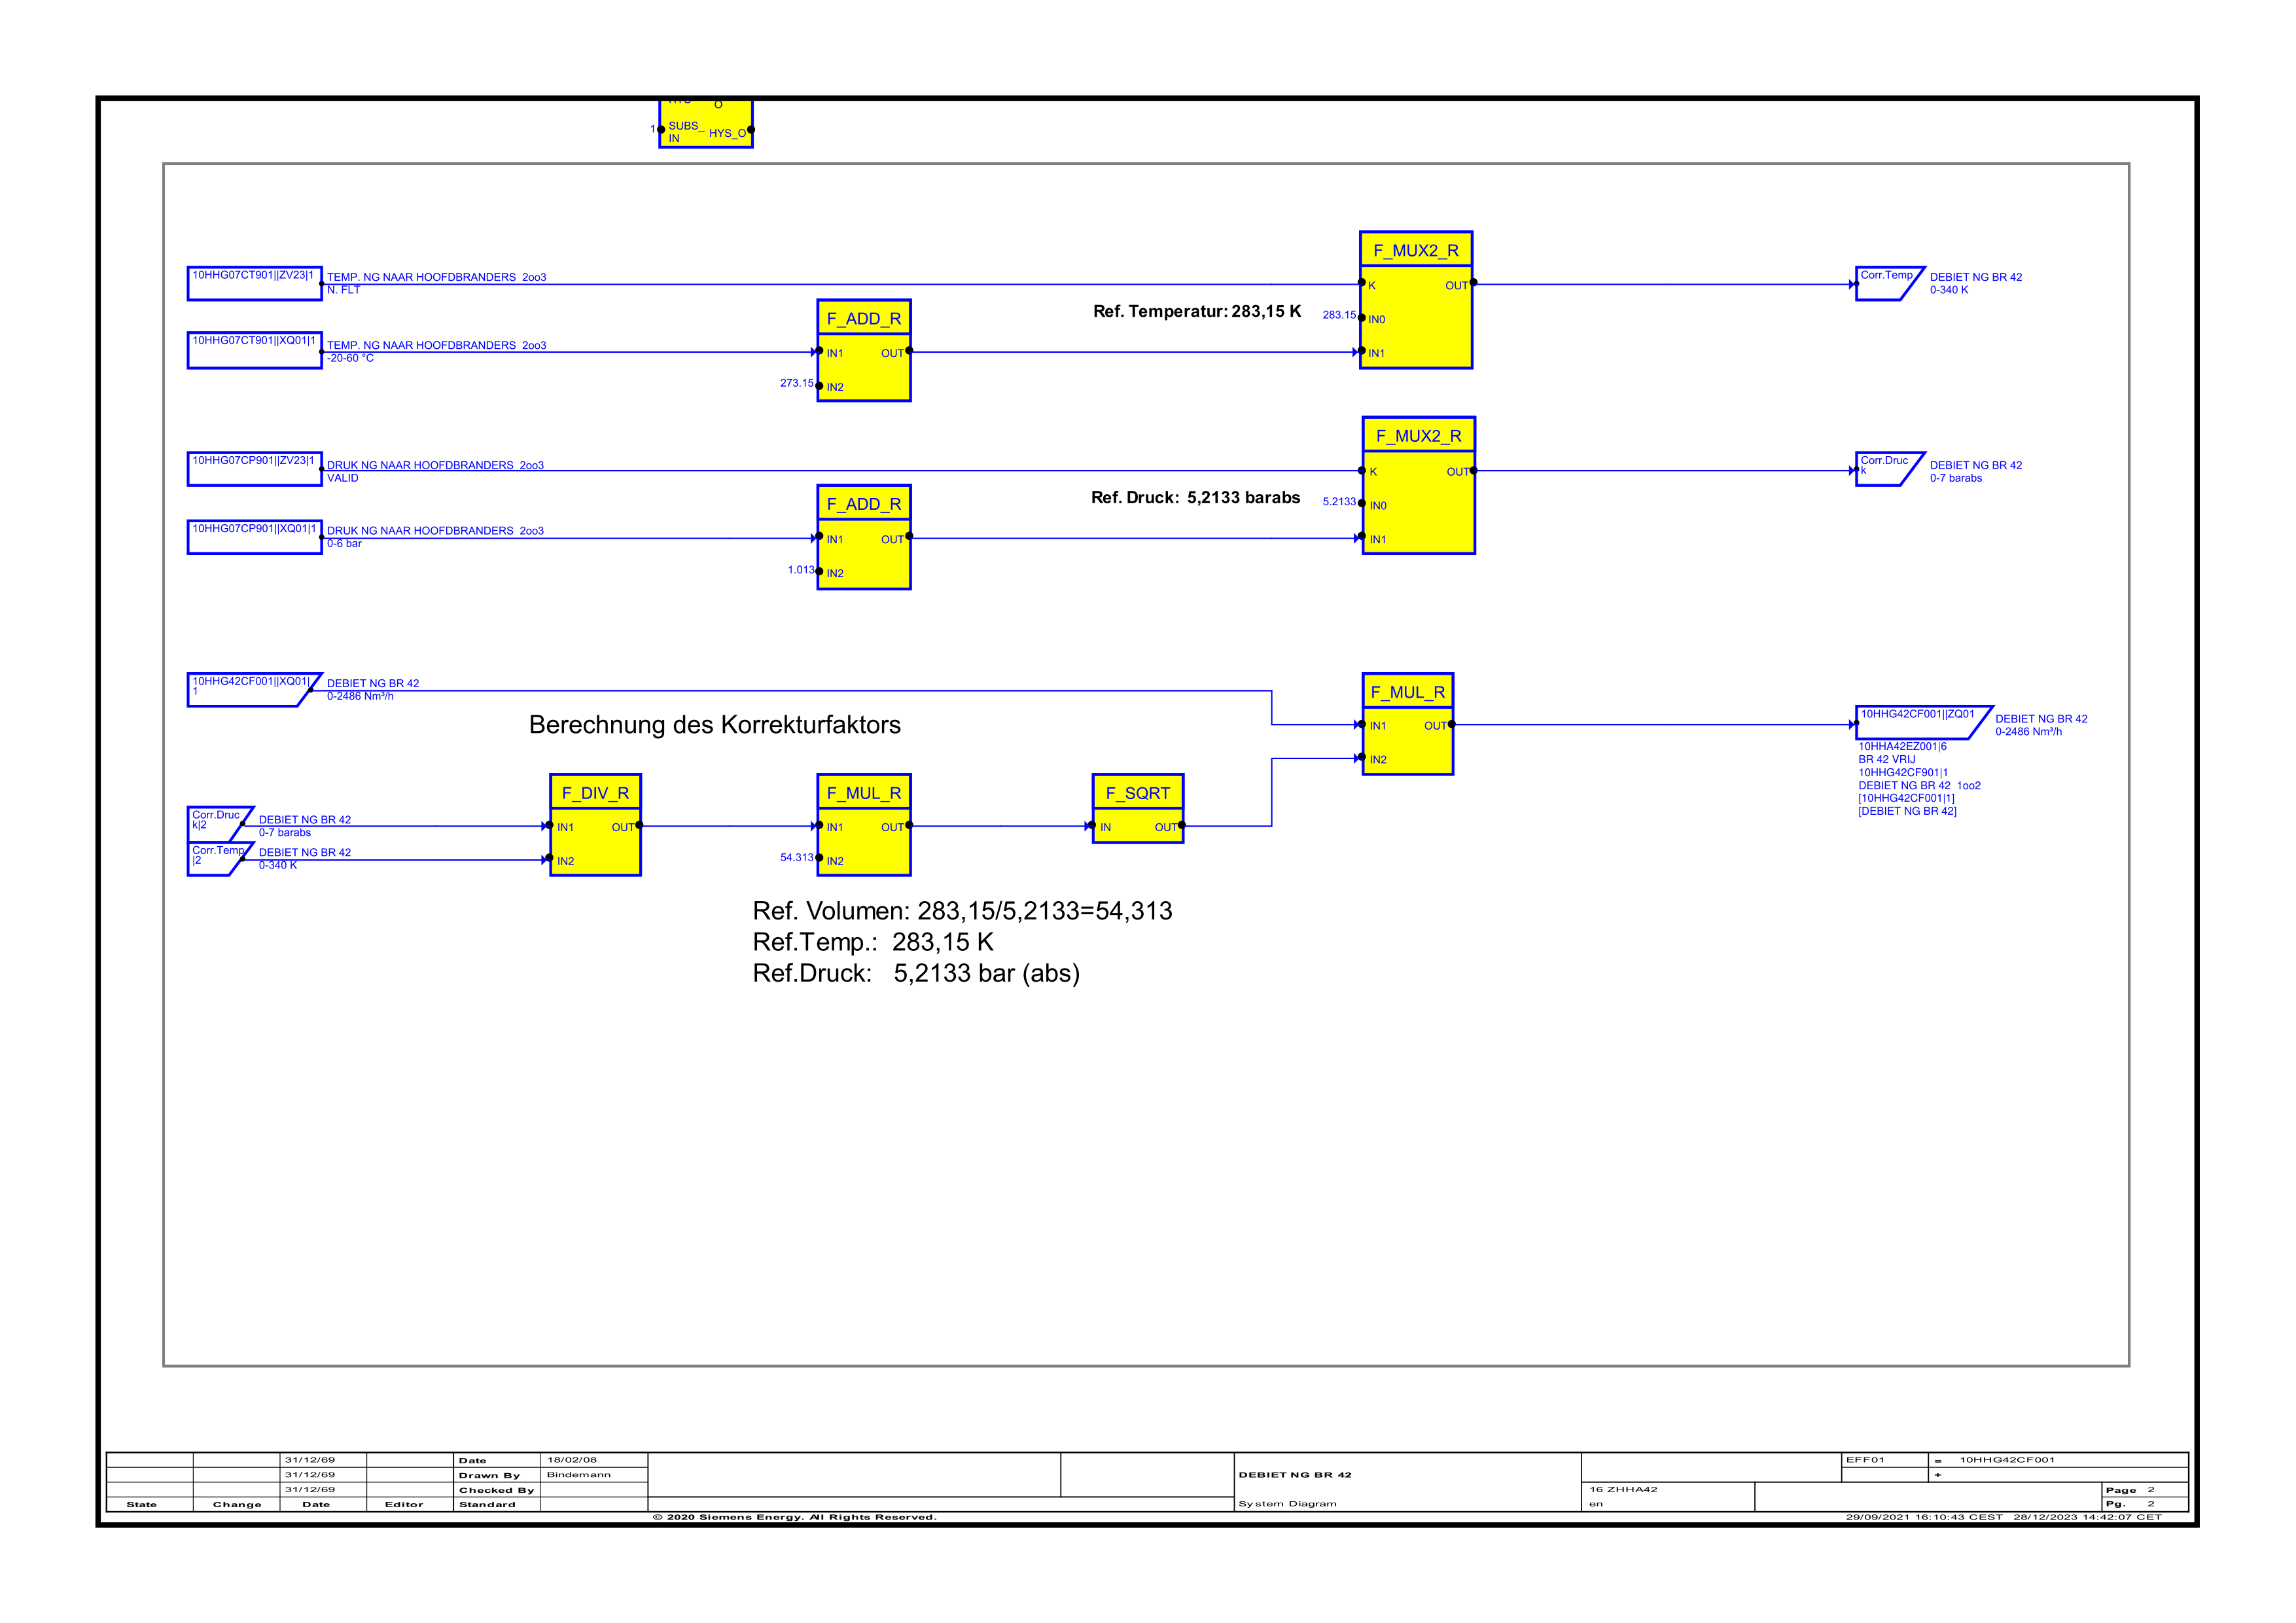 O
1 SUBS_ HYS_O
IN
F_MUX2_R
10HHG07CT901||ZV23|1 TEMP. NG NAAR HOOFDBRANDERS 2oo3
N. FLT
K OUT
Corr.Temp DEBIET NG BR 42
0-340 K
F_ADD_R
Ref. Temperatur: 283,15 K 283.15 IN0
10HHG07CT901||XQ01|1 TEMP. NG NAAR HOOFDBRANDERS 2oo3
-20-60 °C
IN1 OUT
IN1
273.15 IN2
F_MUX2_R
10HHG07CP901||ZV23|1 DRUK NG NAAR HOOFDBRANDERS 2oo3
VALID
K OUT
Corr.Druc
k
DEBIET NG BR 42
0-7 barabs
F_ADD_R
Ref. Druck: 5,2133 barabs 5.2133 IN0
10HHG07CP901||XQ01|1 DRUK NG NAAR HOOFDBRANDERS 2oo3
0-6 bar
IN1 OUT
IN1
1.013 IN2
10HHG42CF001||XQ01|
1
DEBIET NG BR 42
0-2486 Nm³/h
F_MUL_R
Berechnung des Korrekturfaktors
IN1 OUT
IN2
10HHG42CF001||ZQ01 DEBIET NG BR 42
0-2486 Nm³/h
10HHA42EZ001|6
BR 42 VRIJ
10HHG42CF901|1
DEBIET NG BR 42 1oo2
[10HHG42CF001|1]
[DEBIET NG BR 42]
F_DIV_R F_MUL_R F_SQRT
Corr.Druc
k|2
DEBIET NG BR 42
0-7 barabs
IN1 OUT IN1 OUT IN OUT
Corr.Temp
|2
DEBIET NG BR 42
0-340 K
IN2 54.313 IN2
Ref. Volumen: 283,15/5,2133=54,313
Ref.Temp.: 283,15 K
Ref.Druck: 5,2133 bar (abs)
31/12/69 Date 18/02/08 EFF01 = 10HHG42CF001
31/12/69 Drawn By Bindemann DEBIET NG BR 42 +
31/12/69 Checked By 16 ZHHA42 Page 2
State Change Date Editor Standard System Diagram en Pg. 2
© 2020 Siemens Energy. All Rights Reserved. 29/09/2021 16:10:43 CEST 28/12/2023 14:42:07 CET